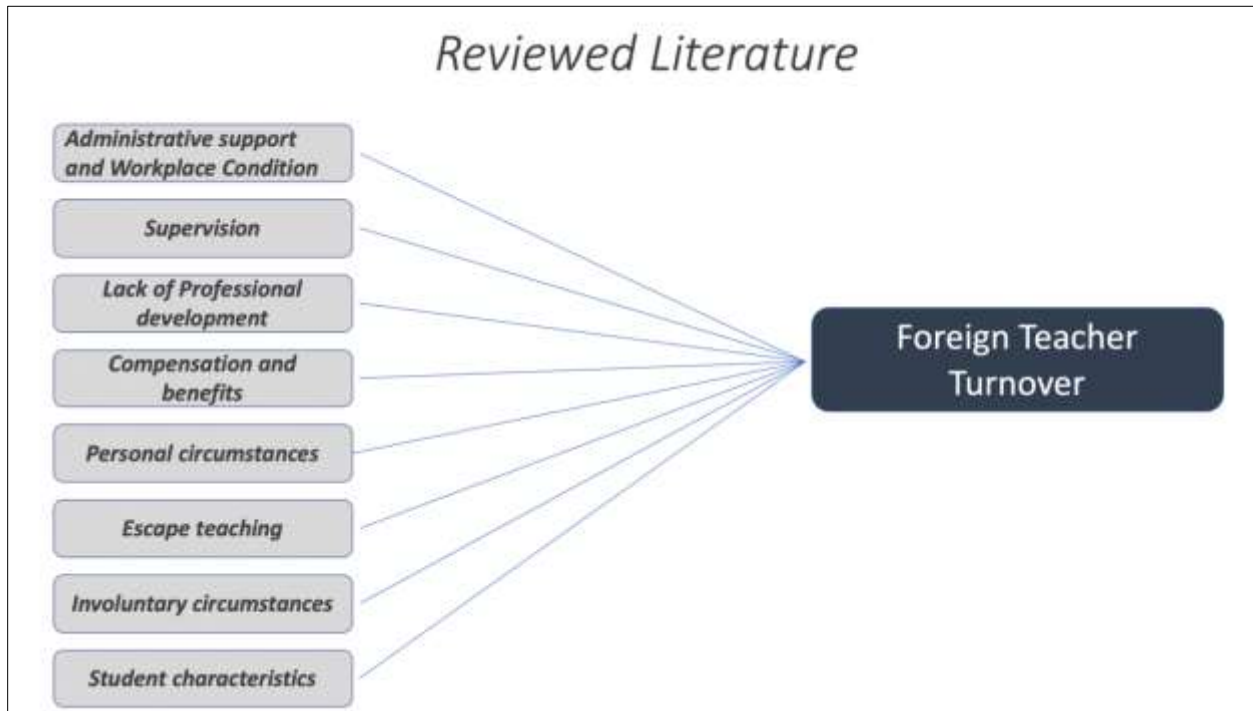 Reviewed Literature
Administrative support
and Workplace Condition
Supervision
Lack of Professional
development
Compensation and
benefits
Personal circumstances
Escape teaching
Involuntary circumstances
Student characteristics
Foreign Teacher
Turnover